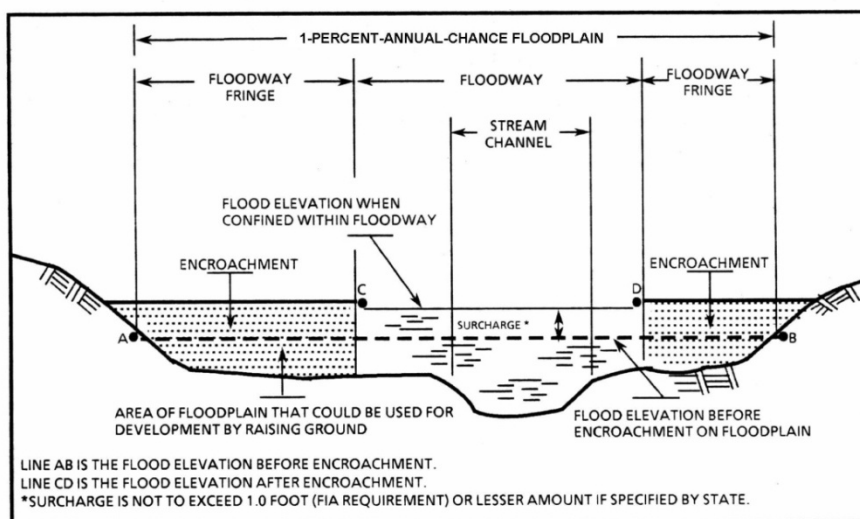 1-PERCENT-ANNUAL-CHANCE FLOODPLAIN
FLOODWAY
FRINGE
FLOODWAY
FLOODWAY
FRINGE
STREAM
CHANNEL
FLOOD ELEVATION WHEN
CONFINED WITHIN FLOODWAY
ENCROACHMENT
C
D
ENCROACHMENT
SURCHARGE *
A
B
AREA OF FLOODPLAIN THAT COULD BE USED FOR
DEVELOPMENT BY RAISING GROUND
FLOOD ELEVATION BEFORE
ENCROACHMENT ON FLOODPLAIN
LINE AB IS THE FLOOD ELEVATION BEFORE ENCROACHMENT.
LINE CD IS THE FLOOD ELEVATION AFTER ENCROACHMENT.
*SURCHARGE IS NOT TO EXCEED 1.0 FOOT (FIA REQUIREMENT) OR LESSER AMOUNT IF SPECIFIED BY STATE.